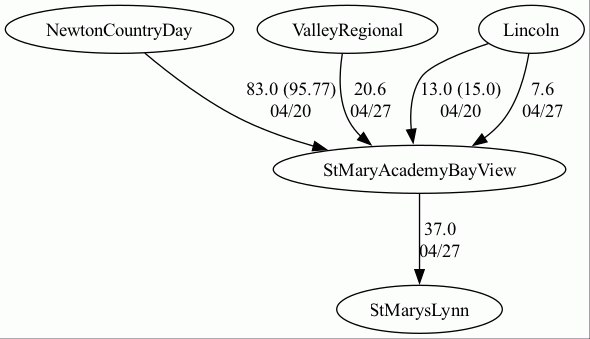 NewtonCountryDay
ValleyRegional
Lincoln
83.0 (95.77)
04/20
20.6
04/27
13.0 (15.0)
04/20
7.6
04/27
StMaryAcademyBayView
37.0
04/27
StMarysLynn